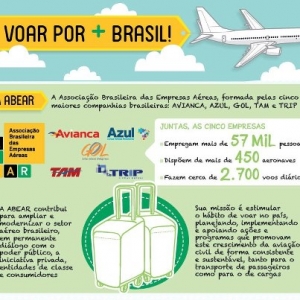 VOAR POR + BRASIL!
A ABEAR
A Associação Brasileira das Empresas Aéreas, formada pelas cinco
maiores companhias brasileiras: AVIANCA, AZUL, GOL, TAM e TRIP
Associação
Brasileira
das
Empresas
Aéreas
A R
Avianca
Azul
GOL
TAM
TRIP
JUNTAS, AS CINCO EMPRESAS
Empregam mais de 57 MIL pessoa
Dispõem de mais de 450 aeronaves
Fazem cerca de 2.700 voos diário
A ABEAR contribui
para ampliar e
modernizar o setor
aéreo brasileiro,
em permanente
diálogo com o
poder público, a
iniciativa privada,
entidades de classe
e consumidores
Sua missão é estimular
o hábito de voar no país,
planejando, implementando
e apoiando ações e
programas que promovam
este crescimento da aviação
civil de forma consistente
e sustentável, tanto para o
transporte de passageiros
como para o de cargas